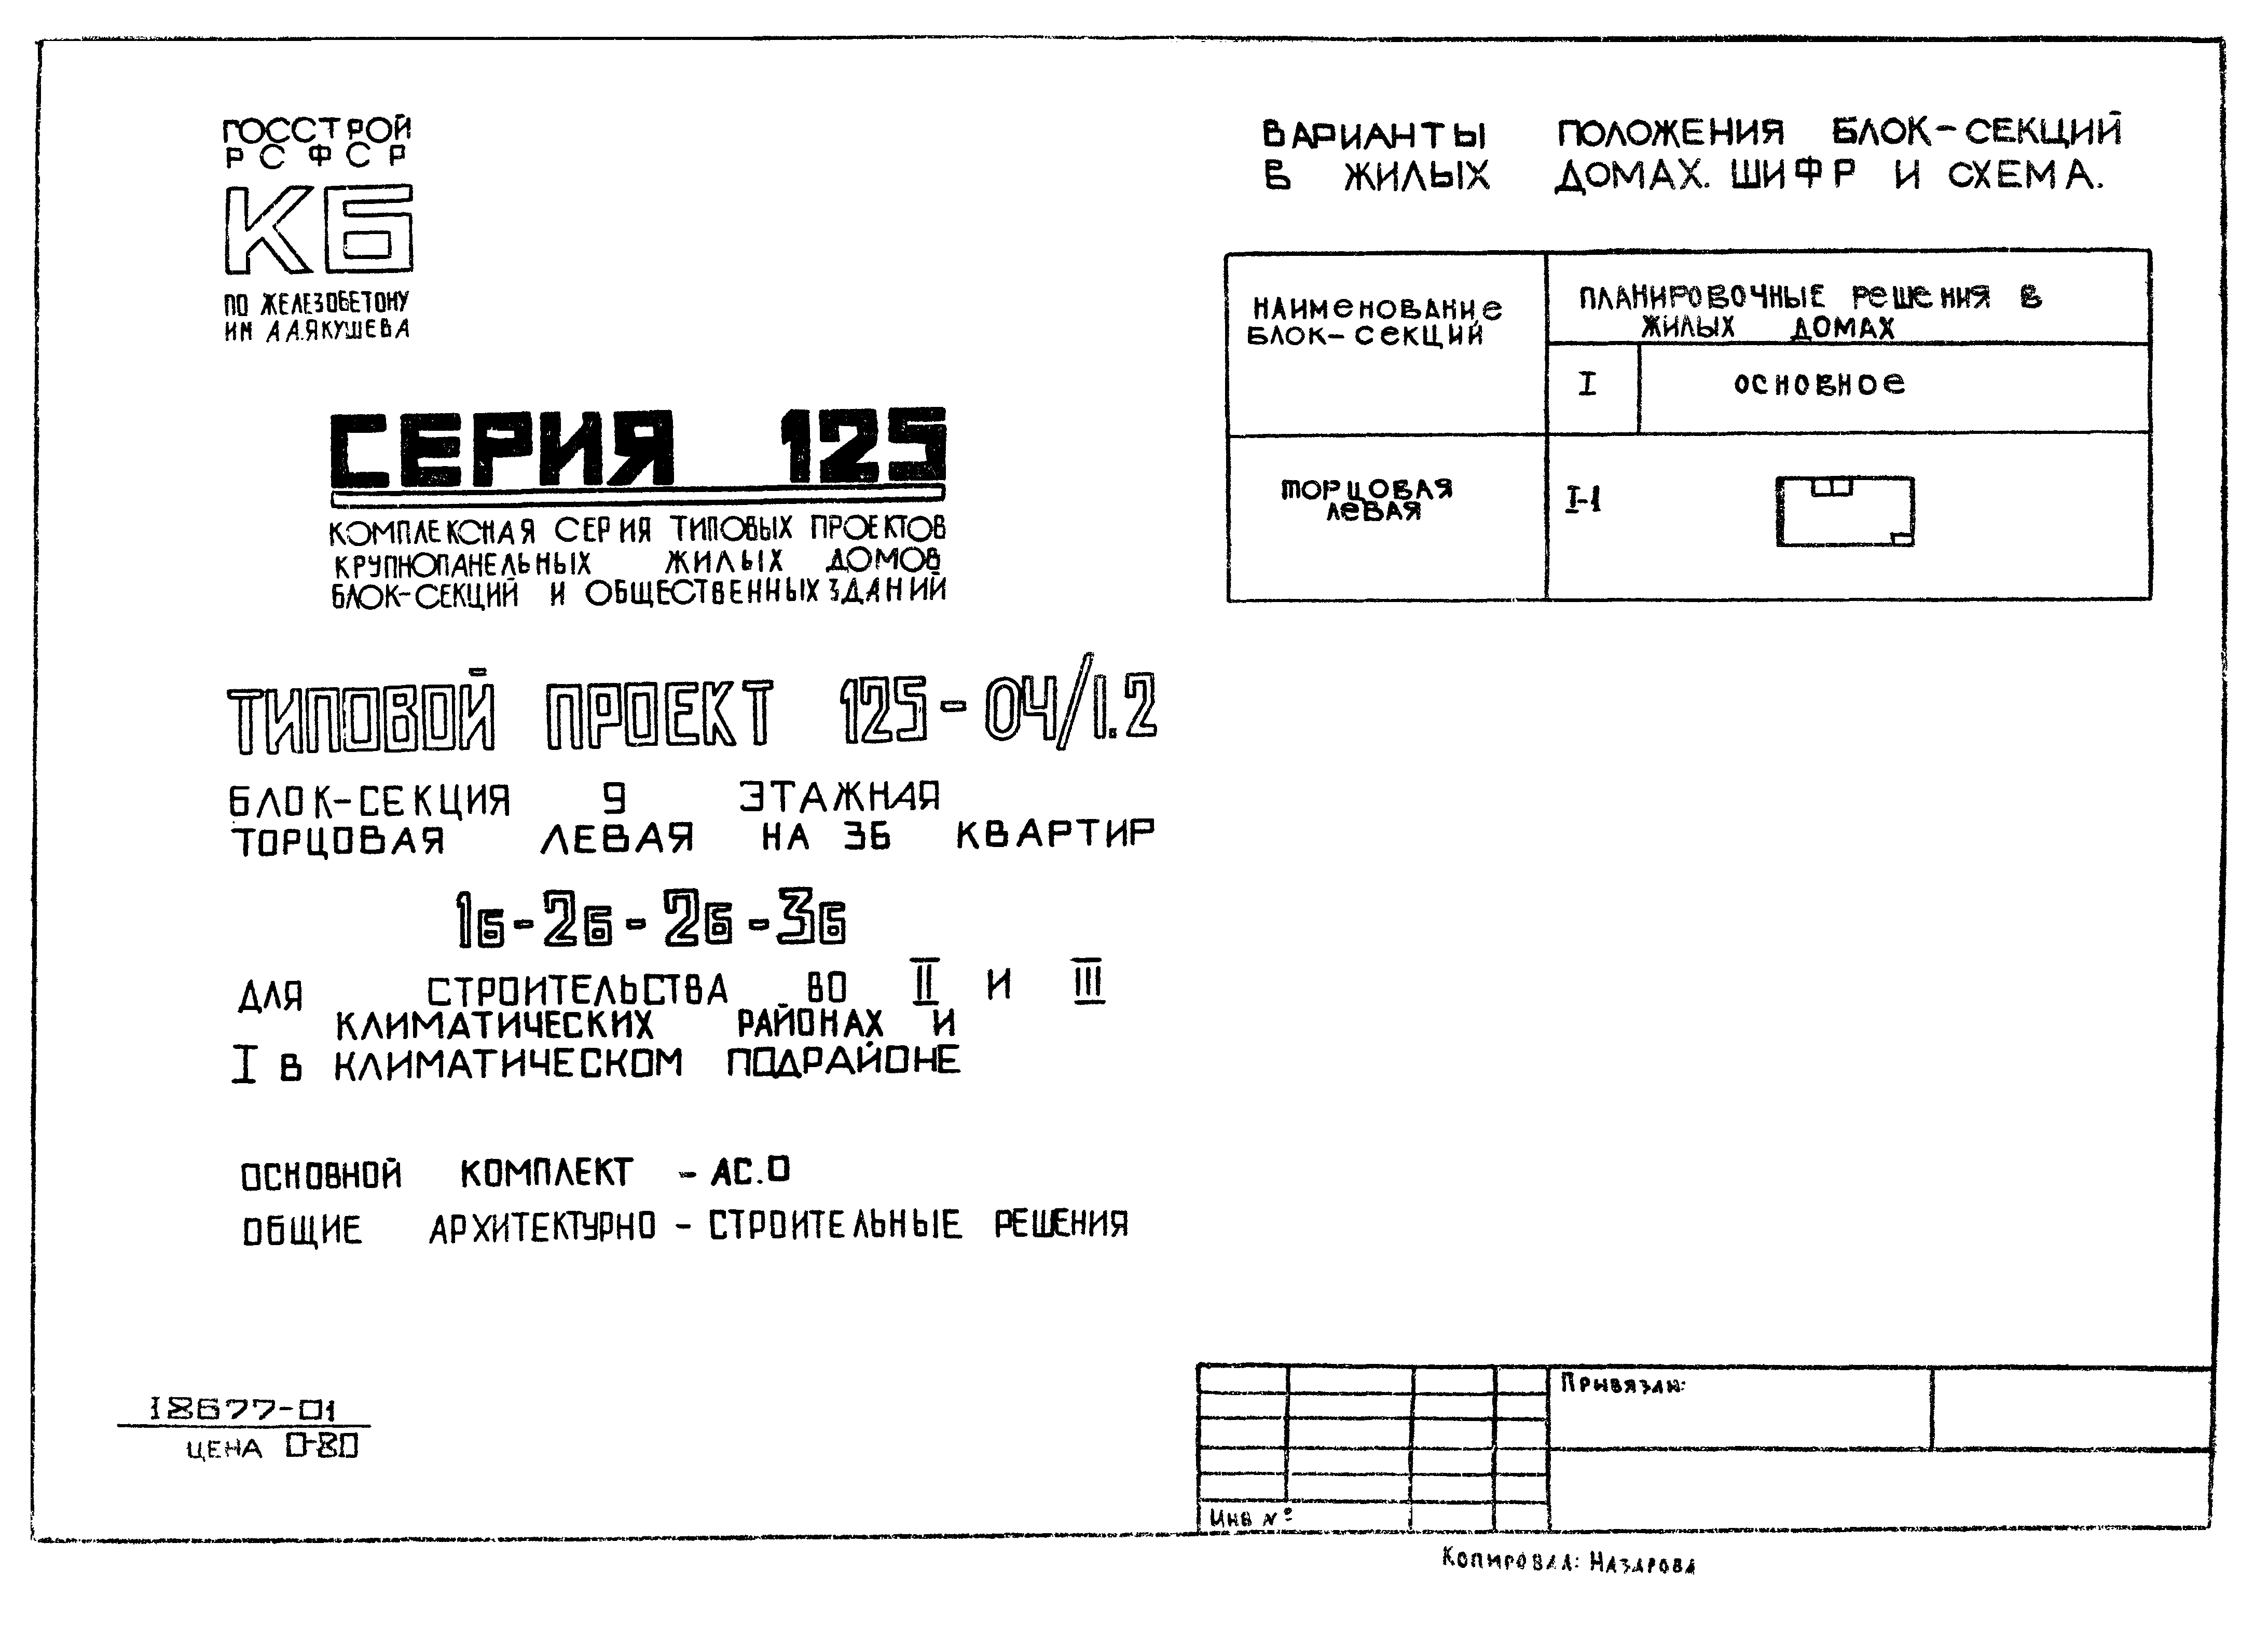 ГОССТРОЙ
РСФСР
КБ
ПО ЖЕЛЕЗОБЕТОНУ
ИМ А.А.ЯКУШЕВА
СЕРИЯ 125
КОМПЛЕКСНАЯ СЕРИЯ ТИПОВЫХ ПРОЕКТОВ
КРУПНОПАНЕЛЬНЫХ ЖИЛЫХ ДОМОВ
БЛОК-СЕКЦИЙ И ОБЩЕСТВЕННЫХ ЗДАНИЙ
ТИПОВОЙ ПРОЕКТ 125-04/1.2
БЛОК-СЕКЦИЯ 9 ЭТАЖНАЯ
ТОРЦОВАЯ ЛЕВАЯ НА 36 КВАРТИР
1Б-2Б-2Б-3Б
ДЛЯ СТРОИТЕЛЬСТВА ВО II И III
КЛИМАТИЧЕСКИХ РАЙОНАХ И
I В КЛИМАТИЧЕСКОМ ПОДРАЙОНЕ
ОСНОВНОЙ КОМПЛЕКТ - АС.0
ОБЩИЕ АРХИТЕКТУРНО-СТРОИТЕЛЬНЫЕ РЕШЕНИЯ
18677-01
ЦЕНА 0-80
ВАРИАНТЫ ПОЛОЖЕНИЯ БЛОК-СЕКЦИЙ
В ЖИЛЫХ ДОМАХ. ШИФР И СХЕМА.
НАИМЕНОВАНИЕ
БЛОК-СЕКЦИЙ
ПЛАНИРОВОЧНЫЕ РЕШЕНИЯ В
ЖИЛЫХ ДОМАХ
I ОСНОВНОЕ
ТОРЦОВАЯ
ЛЕВАЯ
I-1
Привязан:
Инв №
Копировал: Назарова